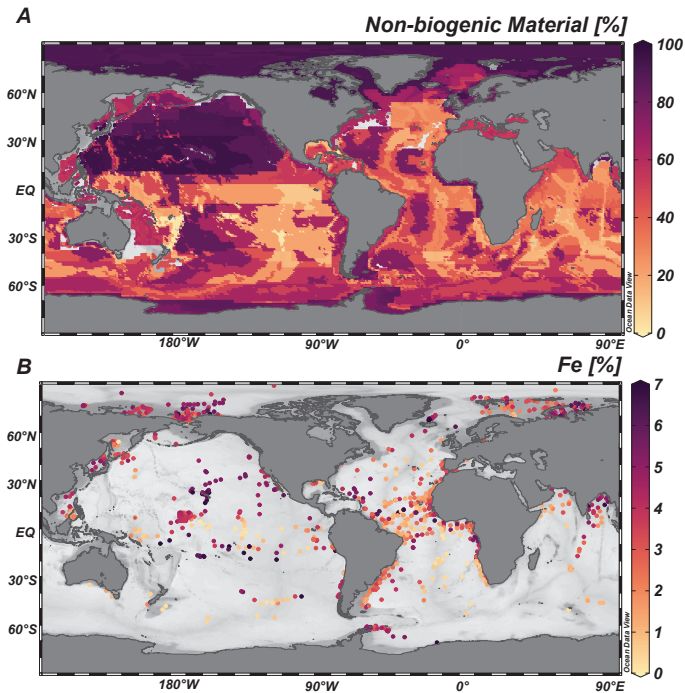 A
Non-biogenic Material [%]
60°N
30°N
EQ
30°S
60°S
180°W
90°W
0°
90°E
Ocean Data View
100
80
60
40
20
0
B
Fe [%]
60°N
30°N
EQ
30°S
60°S
180°W
90°W
0°
90°E
Ocean Data View
7
6
5
4
3
2
1
0